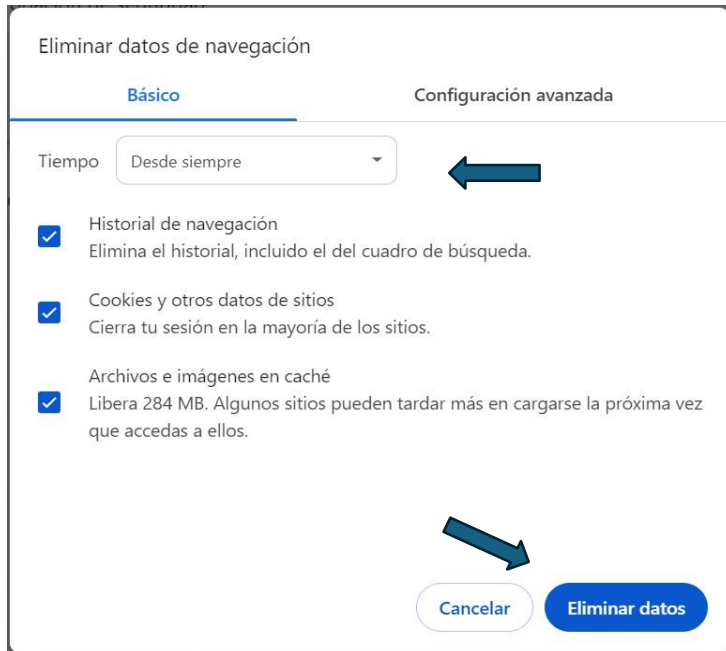 Eliminar datos de navegación
Básico
Configuración avanzada
Tiempo
Desde siempre
Historial de navegación
Elimina el historial, incluido el del cuadro de búsqueda.
Cookies y otros datos de sitios
Cierra tu sesión en la mayoría de los sitios.
Archivos e imágenes en caché
Libera 284 MB. Algunos sitios pueden tardar más en cargarse la próxima vez
que accedas a ellos.
Cancelar
Eliminar datos